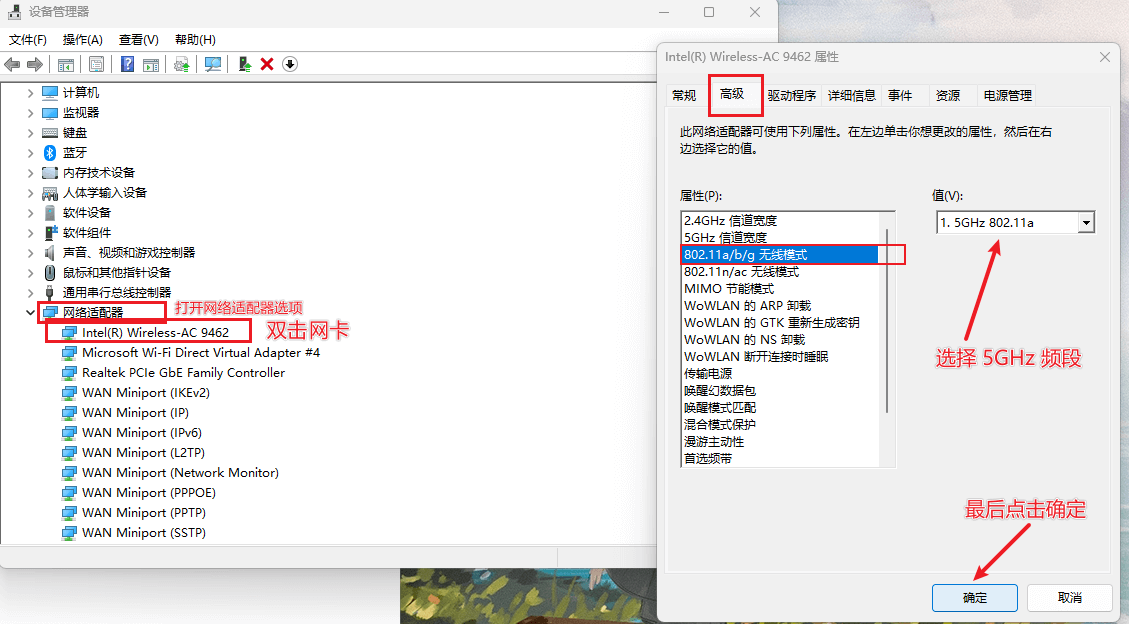 设备管理器
文件(F) 操作(A) 查看(V) 帮助(H)
计算机
监视器
键盘
蓝牙
内存技术设备
人体学输入设备
软件设备
软件组件
声音、视频和游戏控制器
鼠标和其他指针设备
通用串行总线控制器
网络适配器
打开网络适配器选项
Intel(R) Wireless-AC 9462
双击网卡
Microsoft Wi-Fi Direct Virtual Adapter #4
Realtek PCIe GbE Family Controller
WAN Miniport (IKEv2)
WAN Miniport (IP)
WAN Miniport (IPv6)
WAN Miniport (L2TP)
WAN Miniport (Network Monitor)
WAN Miniport (PPPOE)
WAN Miniport (PPTP)
WAN Miniport (SSTP)
Intel(R) Wireless-AC 9462 属性
常规 高级 驱动程序 详细信息 事件 资源 电源管理
此网络适配器可使用下列属性。在左边单击你想更改的属性，然后在右
边选择它的值。
属性(P):
2.4GHz 信道宽度
5GHz 信道宽度
802.11a/b/g 无线模式
802.11n/ac 无线模式
MIMO 节能模式
WoWLAN 的 ARP 卸载
WoWLAN 的 GTK 重新生成密钥
WoWLAN 的 NS 卸载
WoWLAN 断开连接时睡眠
传输电源
唤醒幻数据包
唤醒模式匹配
混合模式保护
漫游主动性
首选频带
值(V):
1. 5GHz 802.11a
选择 5GHz 频段
最后点击确定
确定 取消